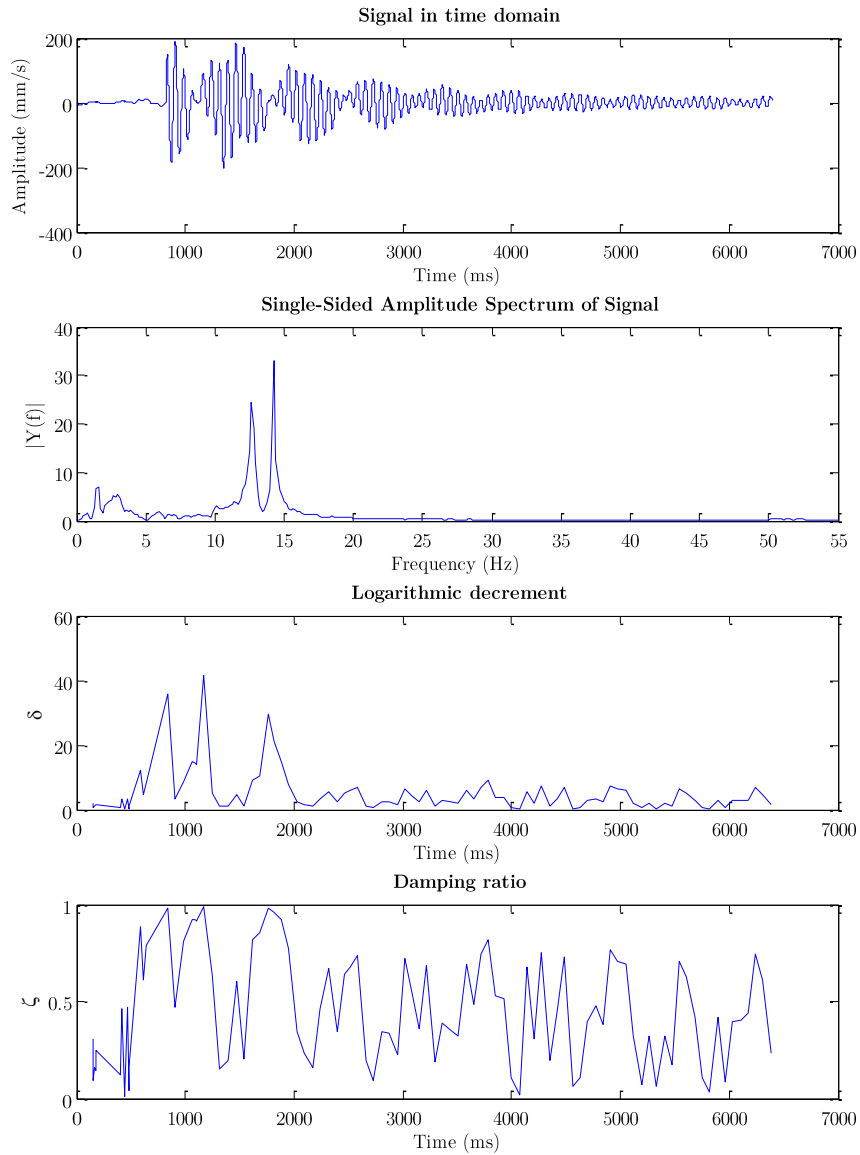 Signal in time domain
Amplitude (mm/s)
200
0
-200
-400
0 1000 2000 3000 4000 5000 6000 7000
Time (ms)
Single-Sided Amplitude Spectrum of Signal
|Y(f)|
40
30
20
10
0
0 5 10 15 20 25 30 35 40 45 50 55
Frequency (Hz)
Logarithmic decrement
δ
60
40
20
0
0 1000 2000 3000 4000 5000 6000 7000
Time (ms)
Damping ratio
ζ
1
0.5
0
0 1000 2000 3000 4000 5000 6000 7000
Time (ms)